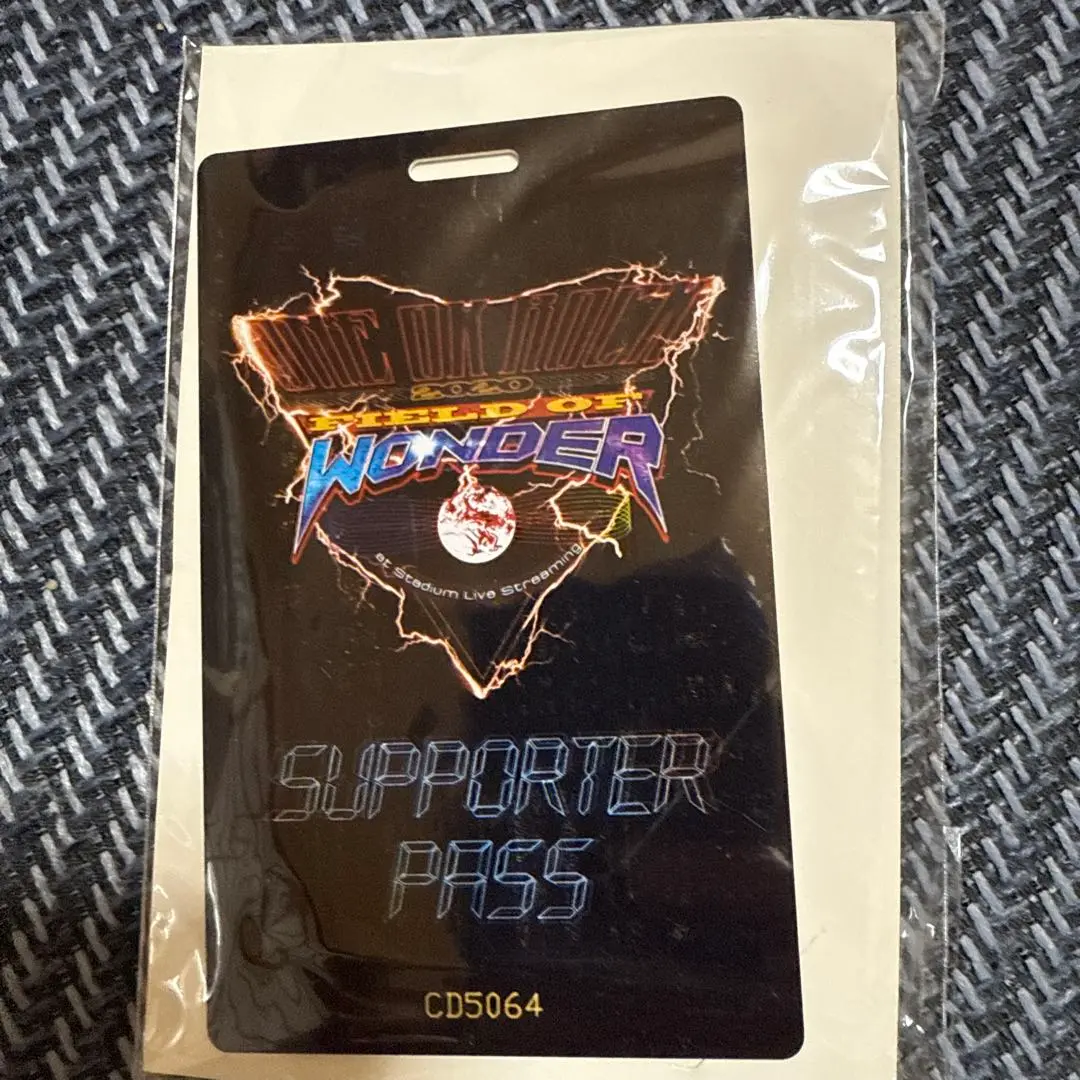 ONE OK ROCK
2020
FIELD OF
WONDER
at Stadium Live Streaming
SUPPORTER
PASS
CD5064